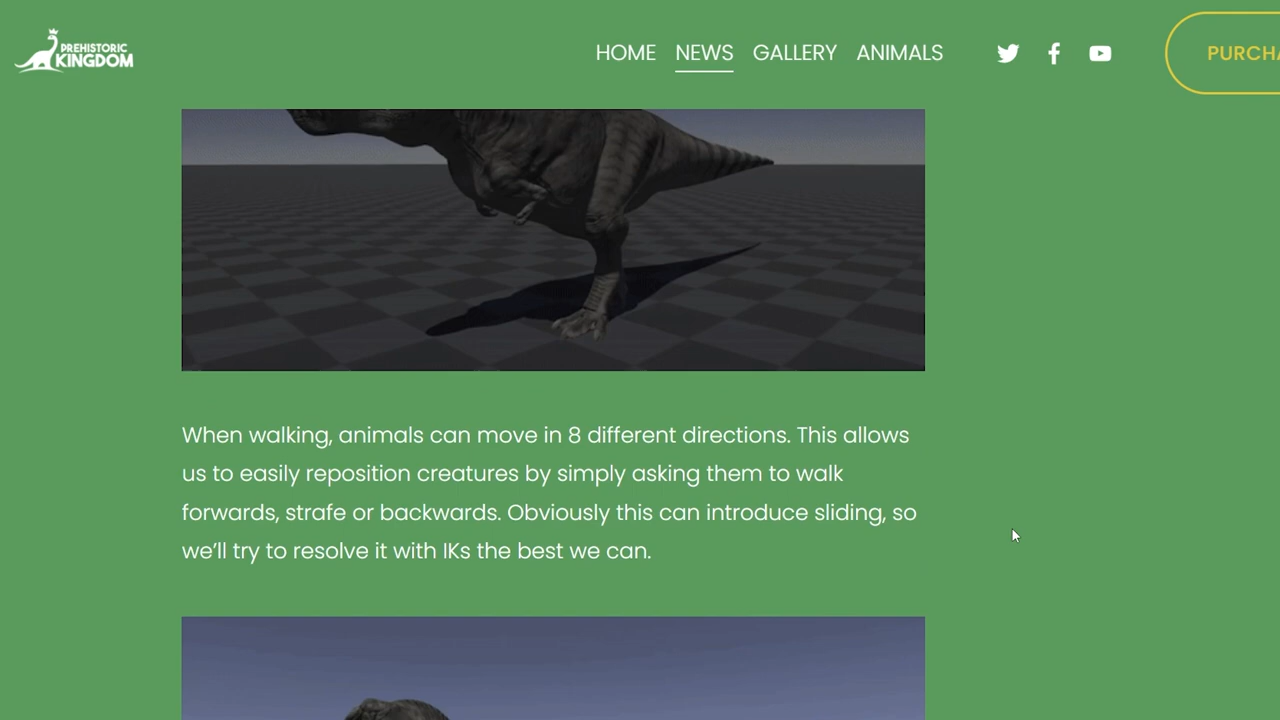 PREHISTORIC
KINGDOM
HOME NEWS GALLERY ANIMALS
PURCHA
When walking, animals can move in 8 different directions. This allows
us to easily reposition creatures by simply asking them to walk
forwards, strafe or backwards. Obviously this can introduce sliding, so
we’ll try to resolve it with IKs the best we can.